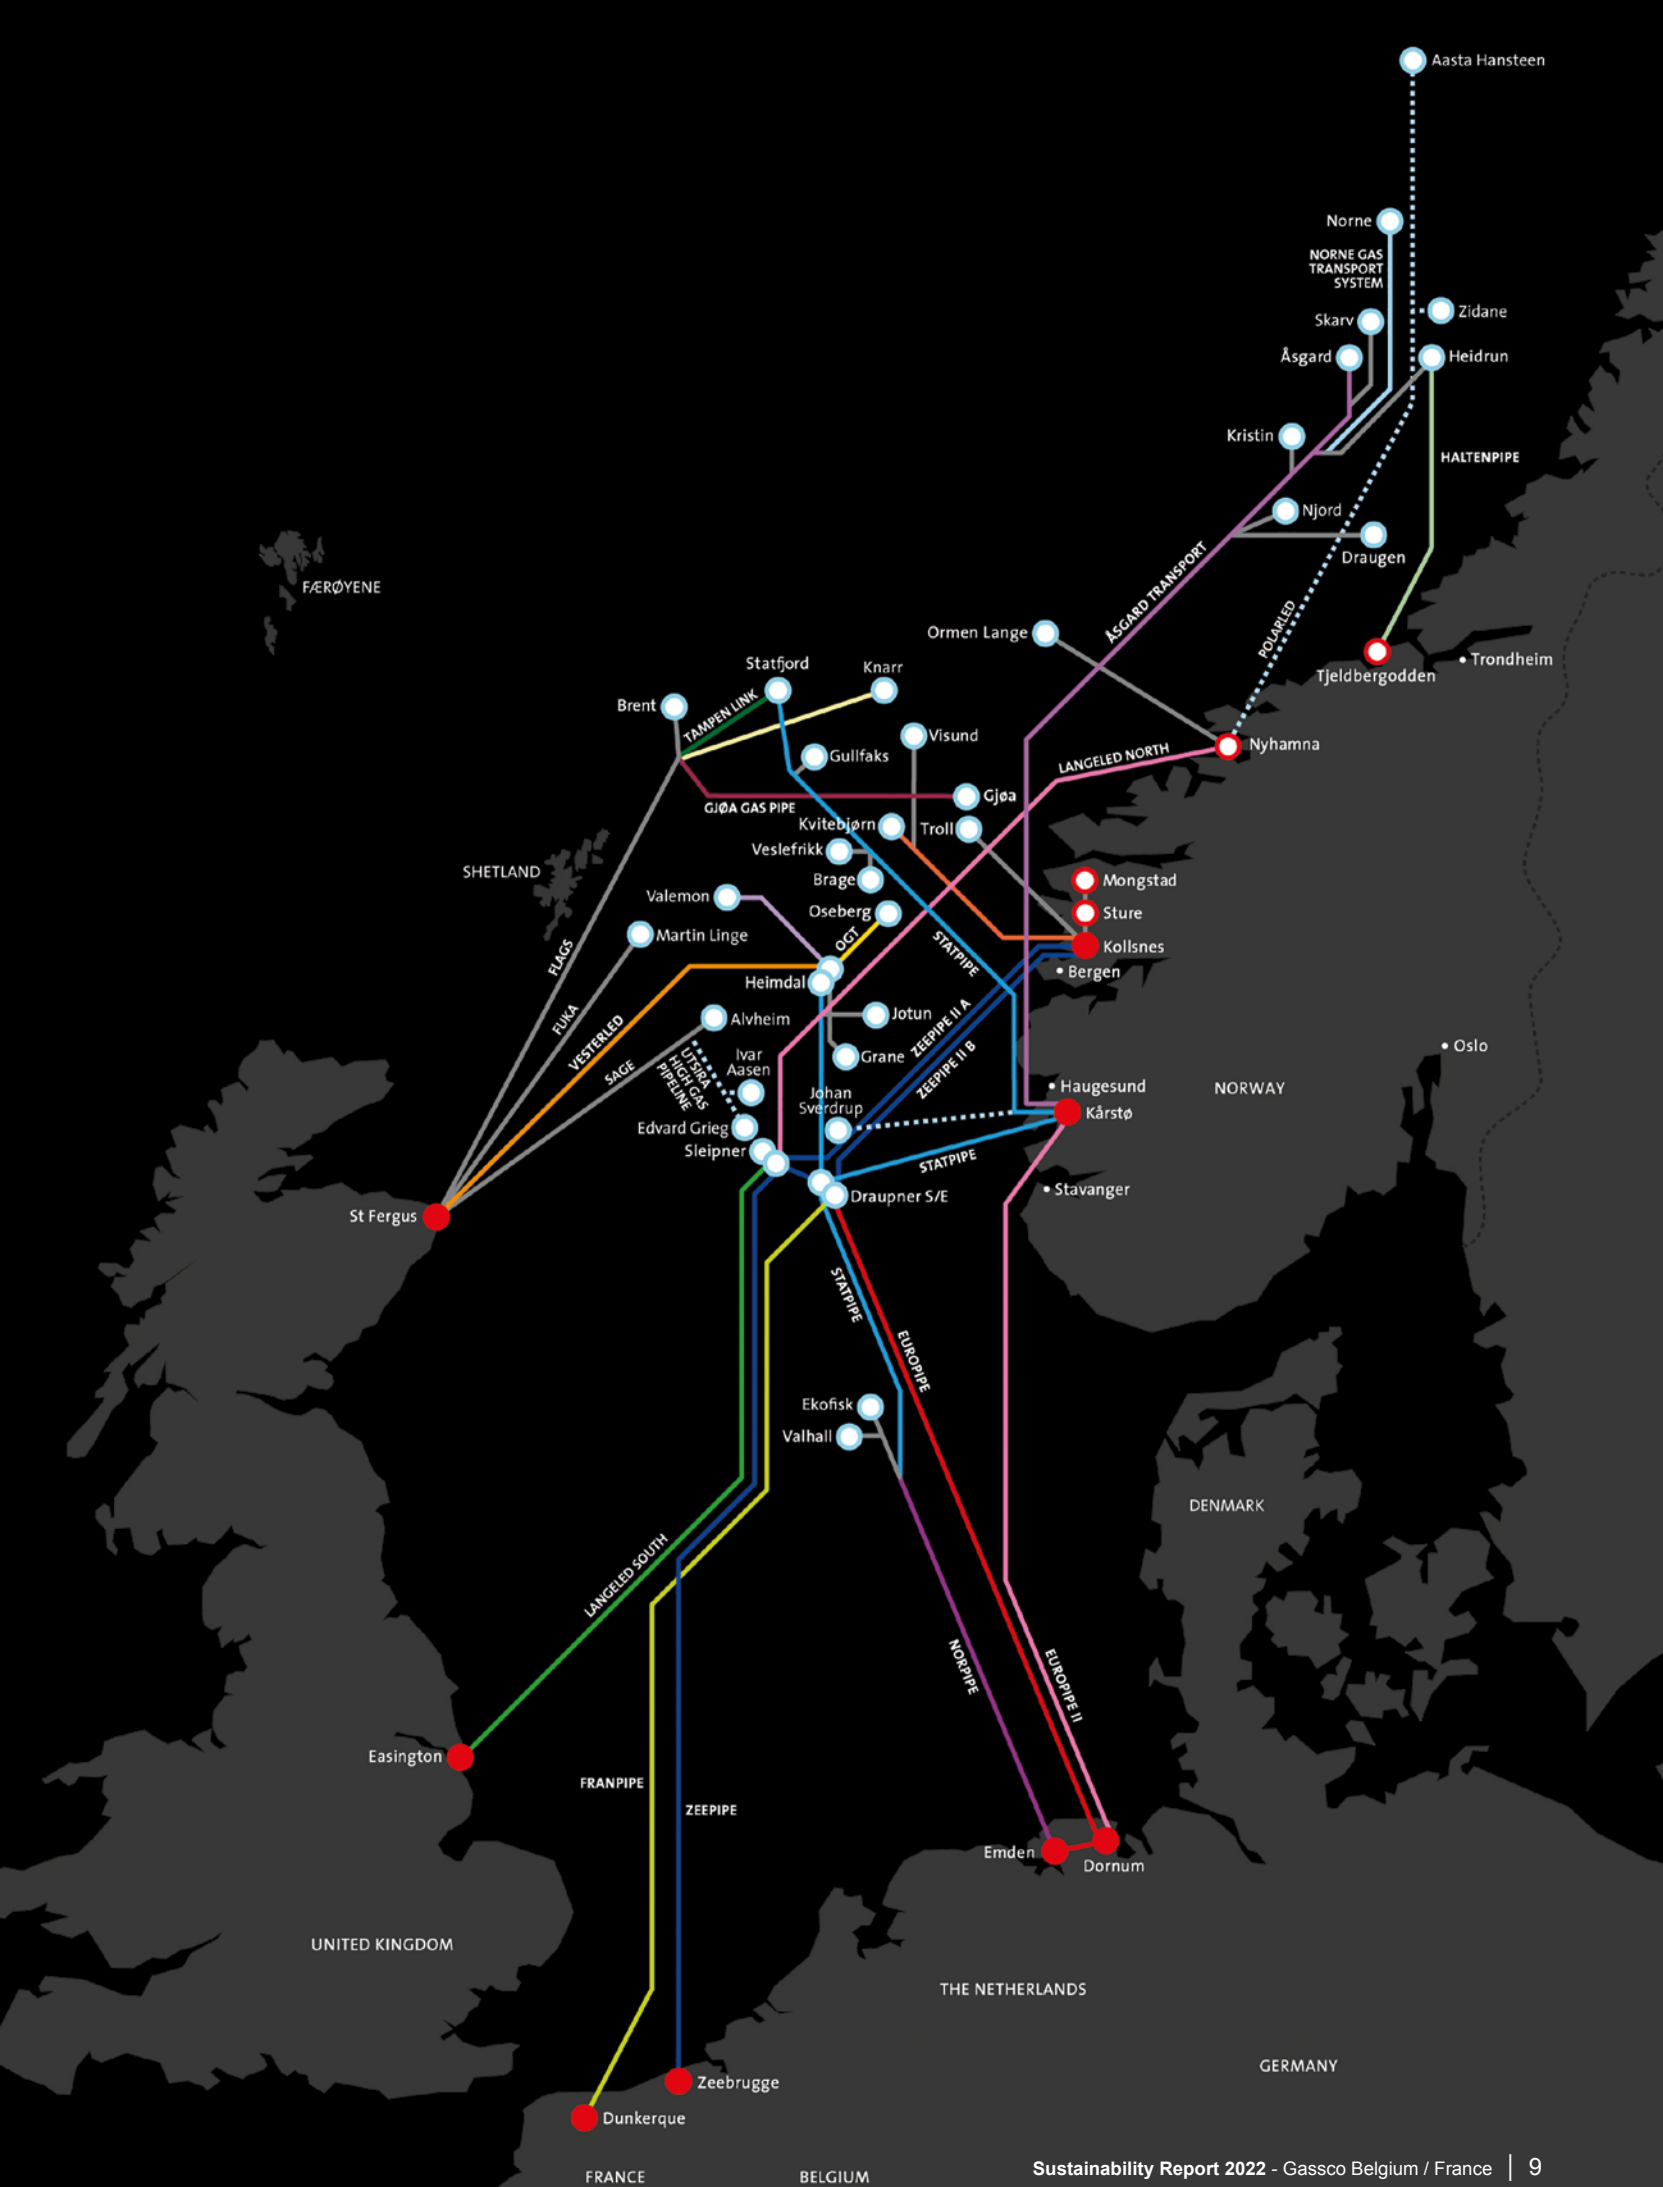 Aasta Hansteen
Norne
NORNE GAS
TRANSPORT
SYSTEM
Zidane
Skarv
Åsgard
Heidrun
Kristin
HALTENPIPE
Njord
Draugen
ÅSGARD TRANSPORT
FÆRØYENE
POLARLED
Ormen Lange
Trondheim
Tjeldbergodden
Statfjord
Knarr
Brent
TAMPEN LINK
Visund
Nyhamna
Gullfaks
LANGELED NORTH
Gjøa
GJØA GAS PIPE
Kvitebjørn
Troll
Veslefrikk
SHETLAND
Brage
Mongstad
Valemon
Oseberg
Sture
Martin Linge
OGT
STATPIPE
Kollsnes
FLAGS
Bergen
Heimdal
FUKA
Alvheim
Jotun
VESTERLED
ZEEPIPE II A
Oslo
Ivar
Aasen
Grane
SAGE
UTSIRA
HIGH GAS
PIPELINE
ZEEPIPE II B
Haugesund
NORWAY
Johan
Sverdrup
Kårstø
Edvard Grieg
Sleipner
STATPIPE
Stavanger
Draupner S/E
St Fergus
STATPIPE
EUROPIPE
Ekofisk
Valhall
DENMARK
LANGELED SOUTH
NORPIPE
EUROPIPE II
Easington
FRANPIPE
ZEEPIPE
Emden
Dornum
UNITED KINGDOM
THE NETHERLANDS
GERMANY
Zeebrugge
Dunkerque
FRANCE
BELGIUM
Sustainability Report 2022 - Gassco Belgium / France | 9